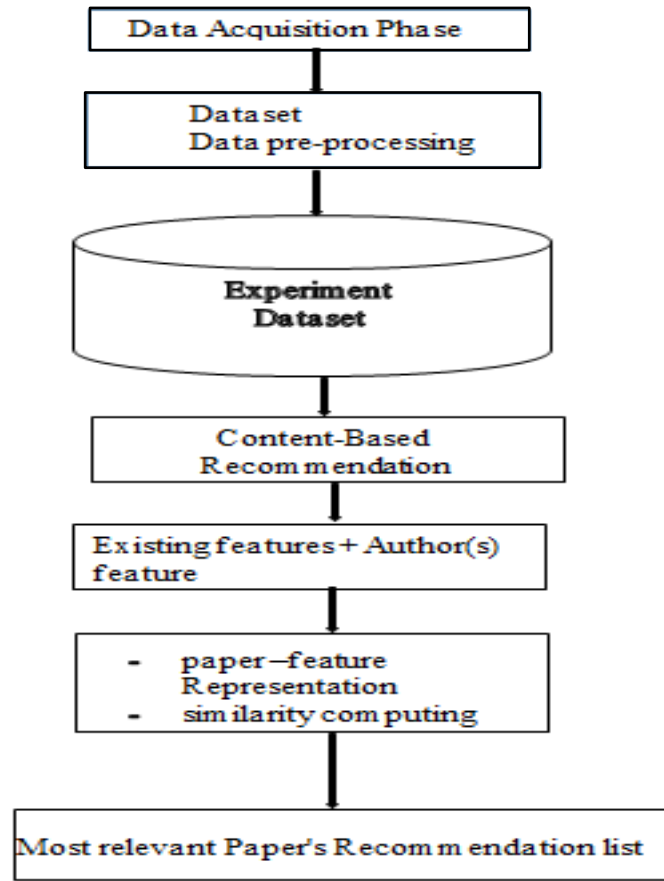 Data Acquisition Phase
Dataset
Data pre-processing
Experiment
Dataset
Content-Based
Recommendation
Existing features + Author(s)
feature
- paper–feature
Representation
- similarity computing
Most relevant Paper's Recommendation list